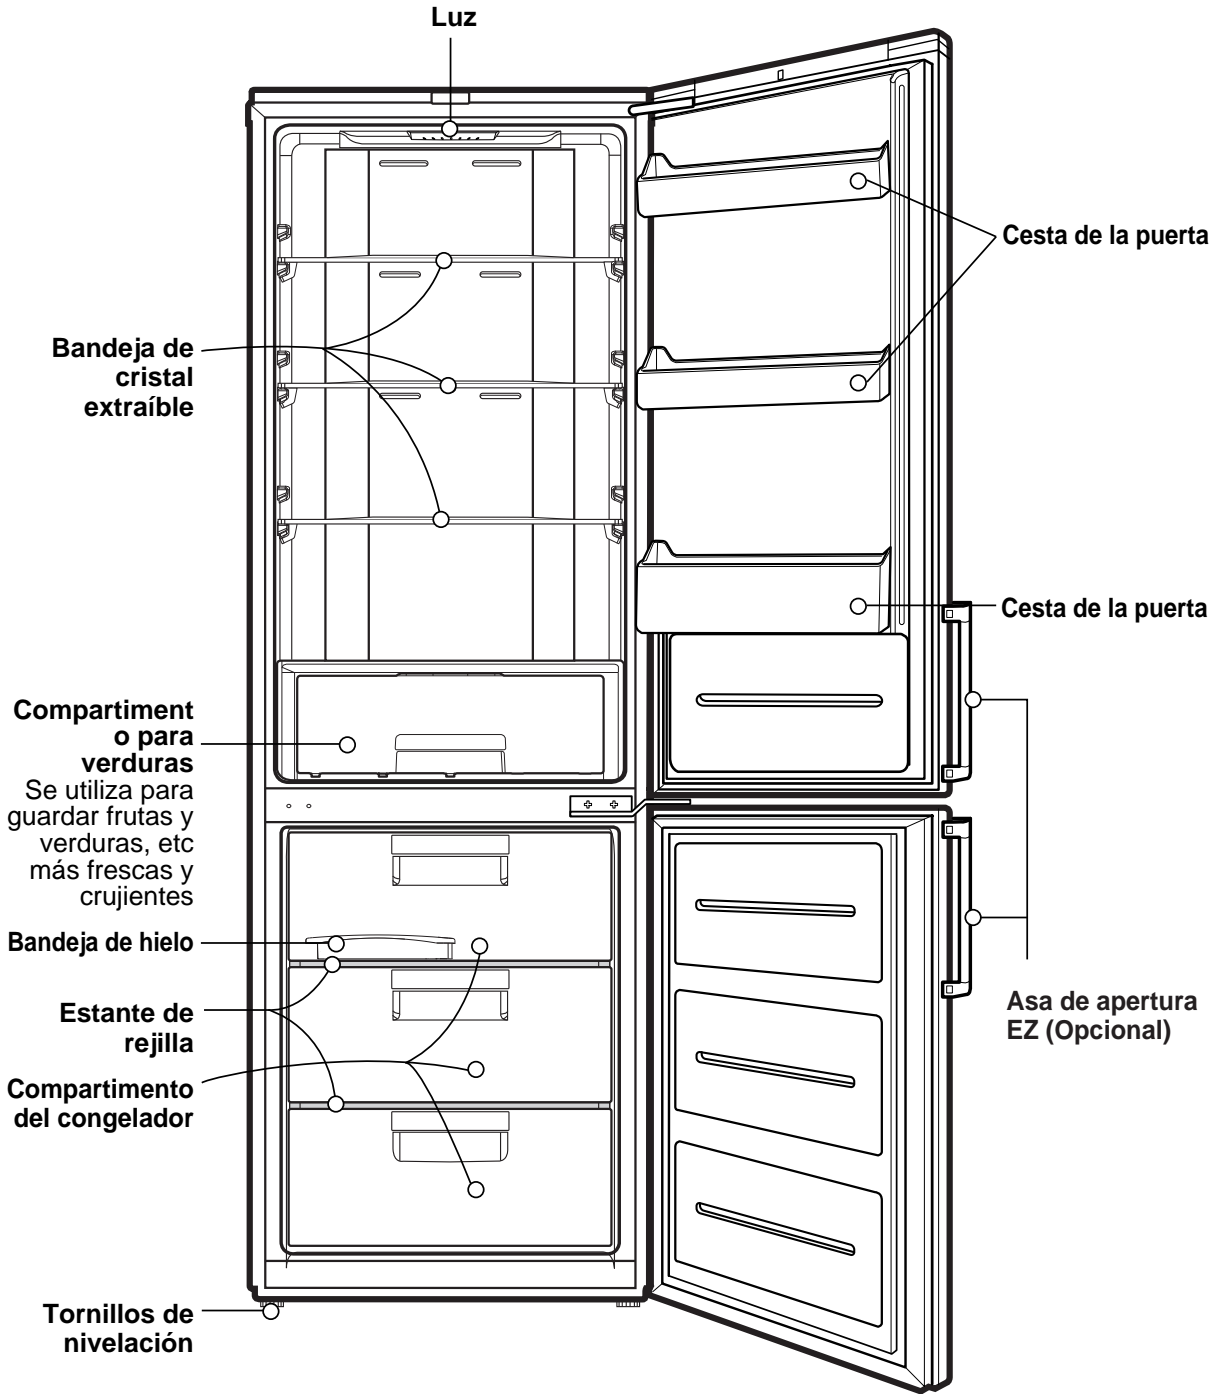 Luz
Cesta de la puerta
Bandeja de
cristal
extraíble
Cesta de la puerta
Compartiment
o para
verduras
Se utiliza para
guardar frutas y
verduras, etc
más frescas y
crujientes
Bandeja de hielo
Asa de apertura
EZ (Opcional)
Estante de
rejilla
Compartimento
del congelador
Tornillos de
nivelación